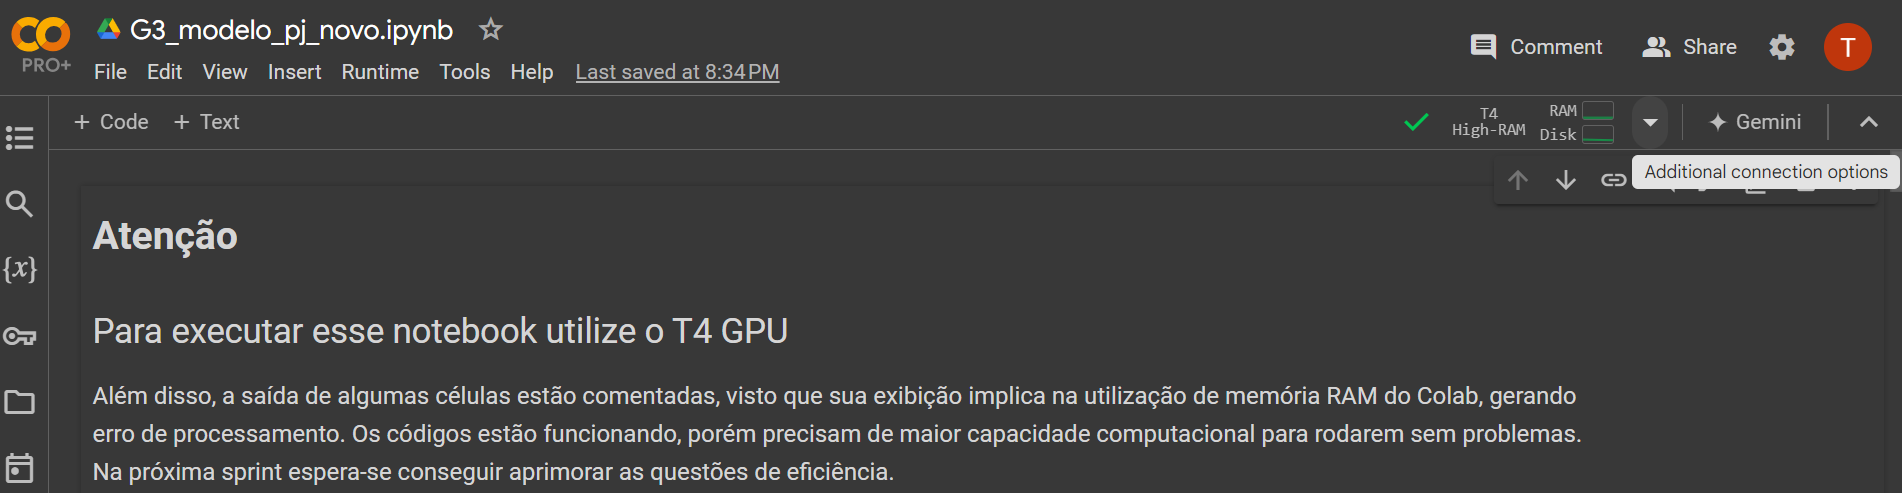 G3_modelo_pj_novo.ipynb
PRO+
File Edit View Insert Runtime Tools Help Last saved at 8:34 PM
Comment Share T
+ Code + Text
T4
High-RAM
RAM
Disk
Gemini
Additional connection options
{x}
Atenção
Para executar esse notebook utilize o T4 GPU
Além disso, a saída de algumas células estão comentadas, visto que sua exibição implica na utilização de memória RAM do Colab, gerando
erro de processamento. Os códigos estão funcionando, porém precisam de maior capacidade computacional para rodarem sem problemas.
Na próxima sprint espera-se conseguir aprimorar as questões de eficiência.